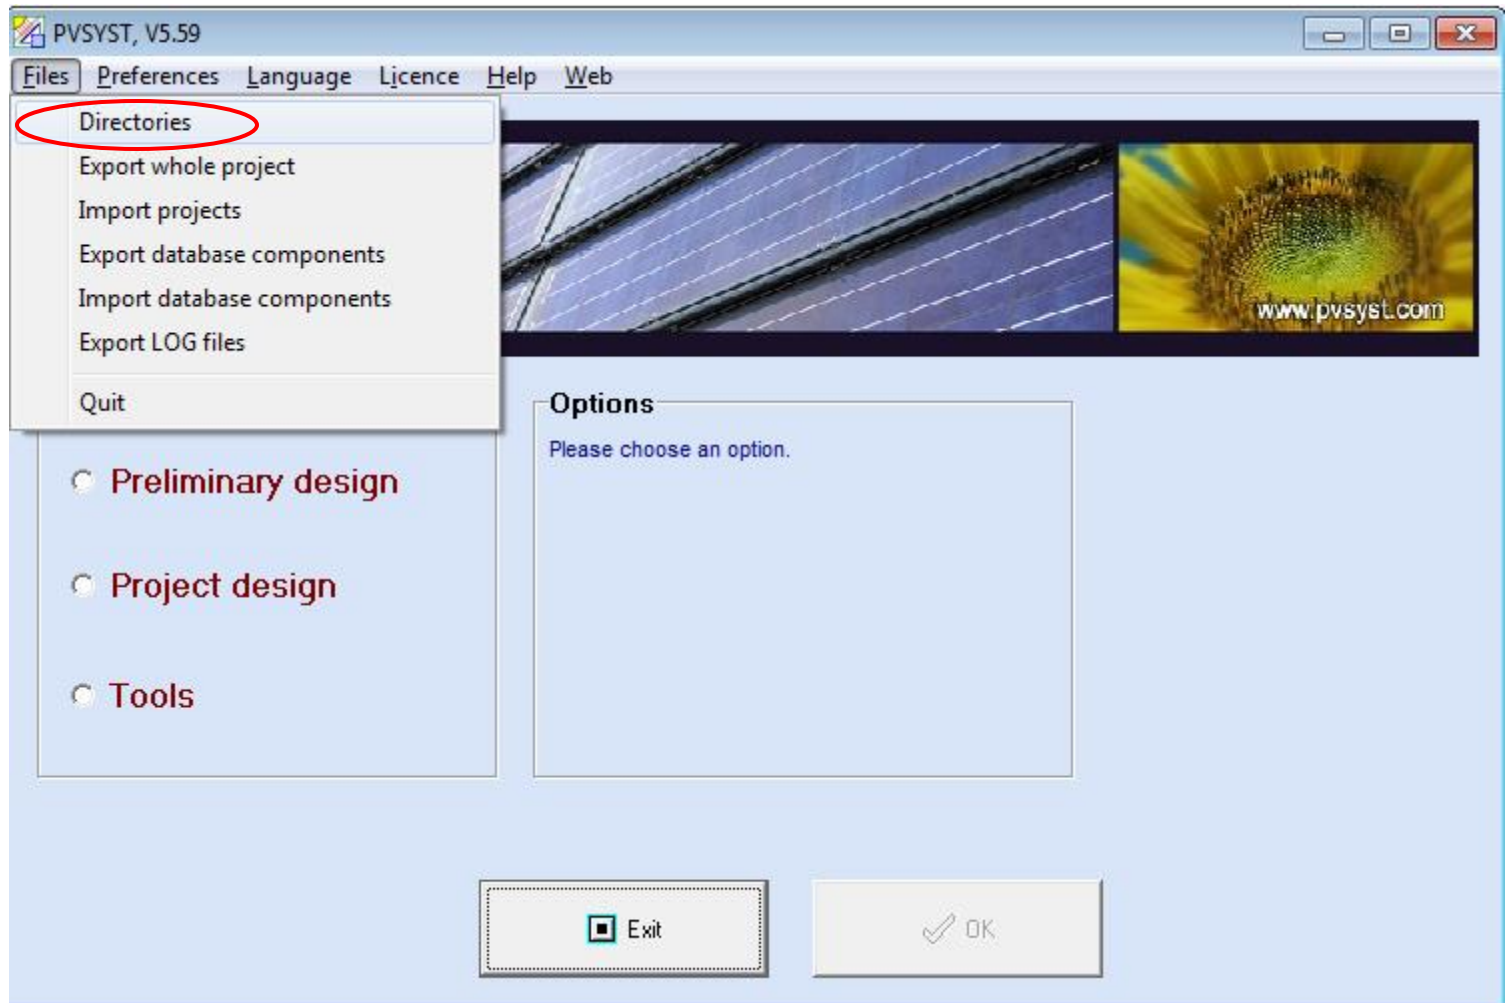 PVSYST, V5.59
Files Preferences Language Licence Help Web
Directories
Export whole project
Import projects
Export database components
Import database components
Export LOG files
Quit
www.pvsyst.com
Options
Please choose an option.
Preliminary design
Project design
Tools
Exit
OK